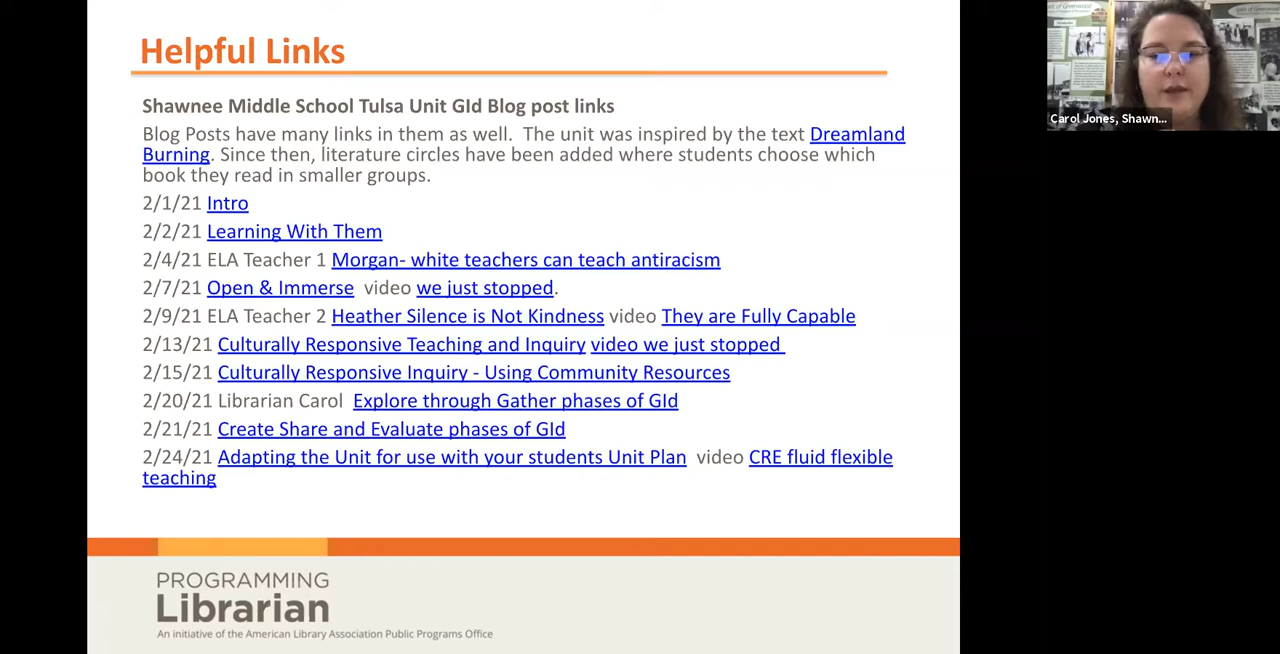 Helpful Links
Shawnee Middle School Tulsa Unit GId Blog post links
Blog Posts have many links in them as well. The unit was inspired by the text Dreamland
Burning. Since then, literature circles have been added where students choose which
book they read in smaller groups.
2/1/21 Intro
2/2/21 Learning With Them
2/4/21 ELA Teacher 1 Morgan- white teachers can teach antiracism
2/7/21 Open & Immerse video we just stopped.
2/9/21 ELA Teacher 2 Heather Silence is Not Kindness video They are Fully Capable
2/13/21 Culturally Responsive Teaching and Inquiry video we just stopped
2/15/21 Culturally Responsive Inquiry - Using Community Resources
2/20/21 Librarian Carol Explore through Gather phases of GId
2/21/21 Create Share and Evaluate phases of GId
2/24/21 Adapting the Unit for use with your students Unit Plan video CRE fluid flexible
teaching
PROGRAMMING
Librarian
An initiative of the American Library Association Public Programs Office
Carol Jones, Shawn...